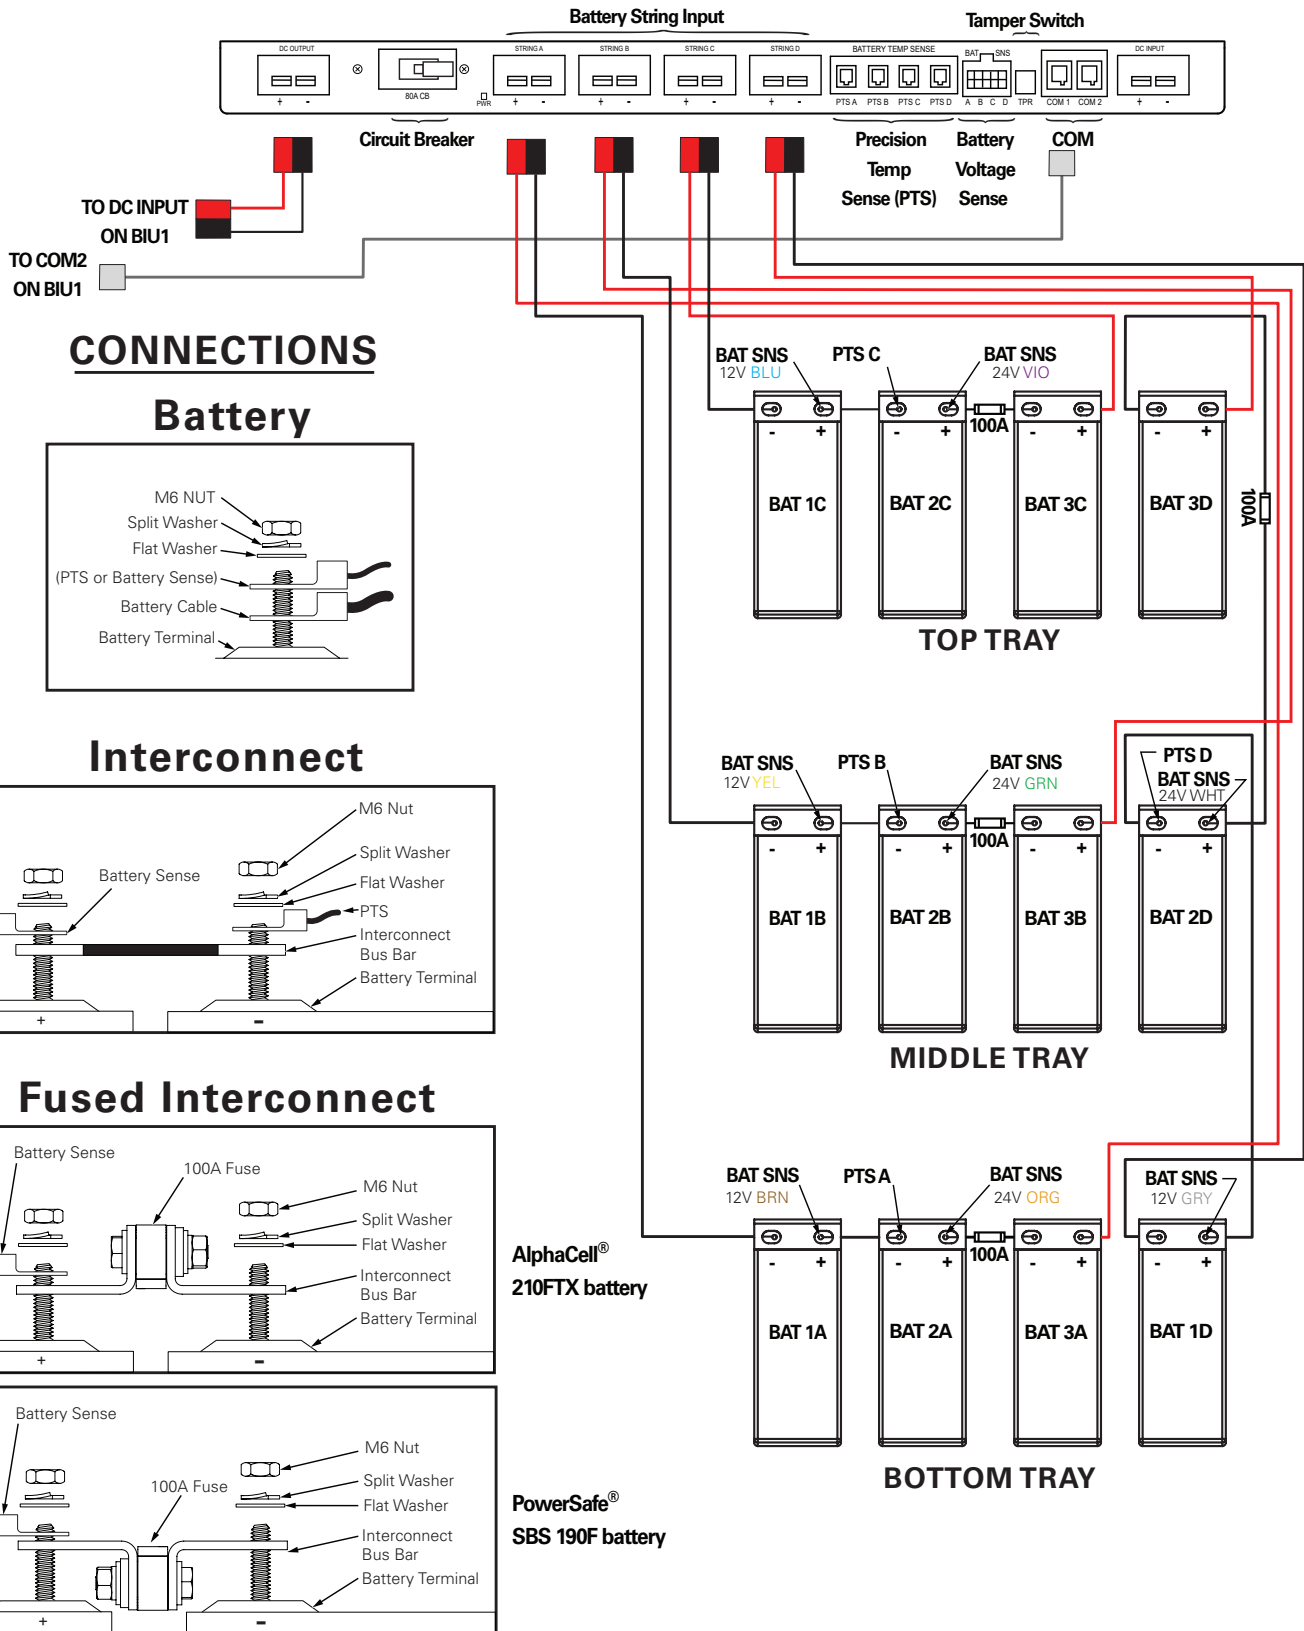 Battery String Input
Tamper Switch
DC OUTPUT
STRING A
STRING B
STRING C
STRING D
BATTERY TEMP SENSE
BAT SNS
DC INPUT
+ -
80A CB
PWR
+ -
+ -
+ -
+ -
PTS A PTS B PTS C PTS D
A B C D
TPR
COM 1 COM 2
+ -
Circuit Breaker
Precision
Temp
Sense (PTS)
Battery
Voltage
Sense
COM
TO DC INPUT
ON BIU1
TO COM2
ON BIU1
CONNECTIONS
Battery
M6 NUT
Split Washer
Flat Washer
(PTS or Battery Sense)
Battery Cable
Battery Terminal
BAT SNS
12V BLU
PTS C
BAT SNS
24V VIO
100A
- +
- +
- +
- +
BAT 1C
BAT 2C
BAT 3C
BAT 3D
100A
TOP TRAY
Interconnect
M6 Nut
Split Washer
Battery Sense
Flat Washer
PTS
Interconnect
Bus Bar
Battery Terminal
+ -
BAT SNS
12V YEL
PTS B
BAT SNS
24V GRN
PTS D
BAT SNS
24V WHT
100A
- +
- +
- +
- +
BAT 1B
BAT 2B
BAT 3B
BAT 2D
MIDDLE TRAY
Fused Interconnect
Battery Sense
100A Fuse
M6 Nut
Split Washer
Flat Washer
Interconnect
Bus Bar
Battery Terminal
+ -
AlphaCell®
210FTX battery
BAT SNS
12V BRN
PTS A
BAT SNS
24V ORG
BAT SNS
12V GRY
100A
- +
- +
- +
- +
BAT 1A
BAT 2A
BAT 3A
BAT 1D
BOTTOM TRAY
Battery Sense
100A Fuse
M6 Nut
Split Washer
Flat Washer
Interconnect
Bus Bar
Battery Terminal
+ -
PowerSafe®
SBS 190F battery